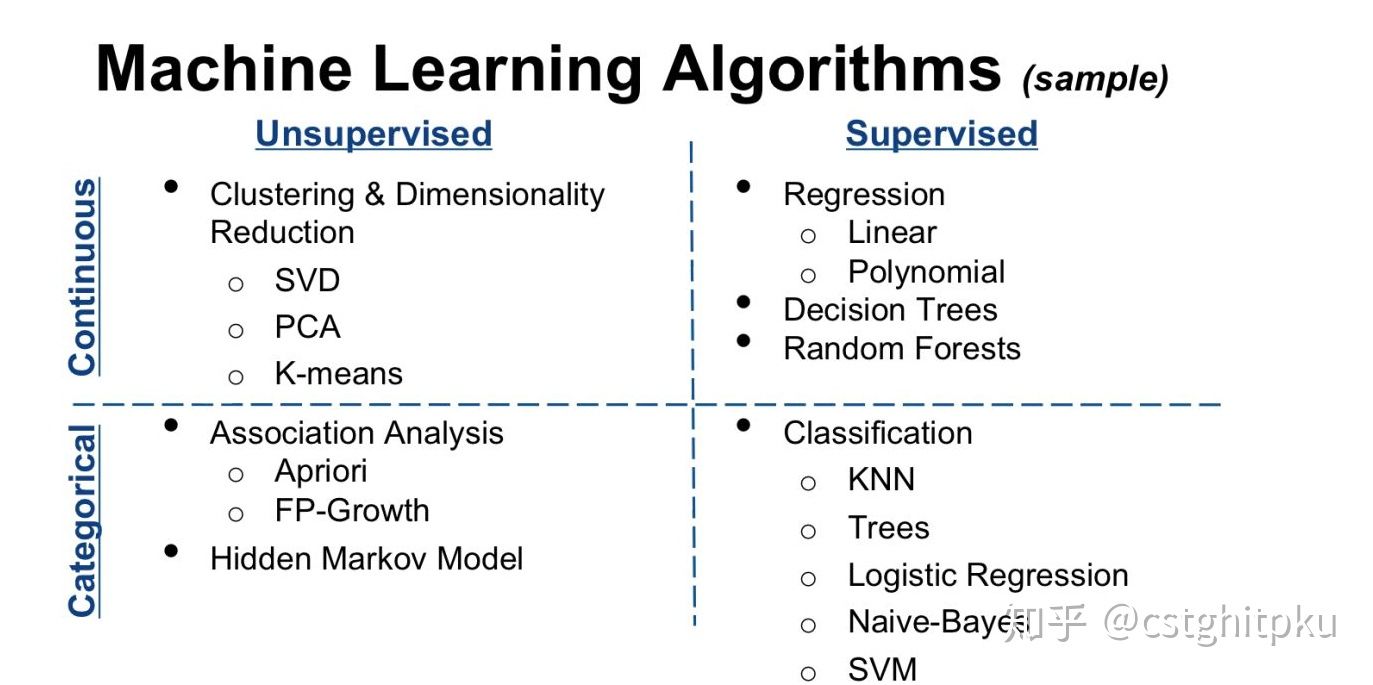 Machine Learning Algorithms (sample)
Unsupervised
Supervised
Continuous
• Clustering & Dimensionality
Reduction
o SVD
o PCA
o K-means
• Regression
o Linear
o Polynomial
• Decision Trees
• Random Forests
Categorical
• Association Analysis
o Apriori
o FP-Growth
• Hidden Markov Model
• Classification
o KNN
o Trees
o Logistic Regression
o Naive-Bayes
o SVM
知乎 @cstghitpku